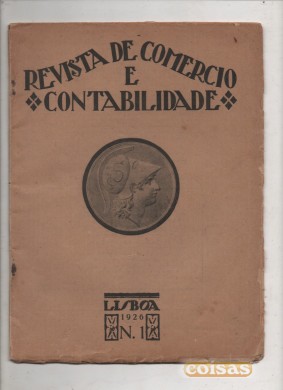 REVISTA DE COMERCIO
E
CONTABILIDADE
LISBOA
1926
N. 1
coisas